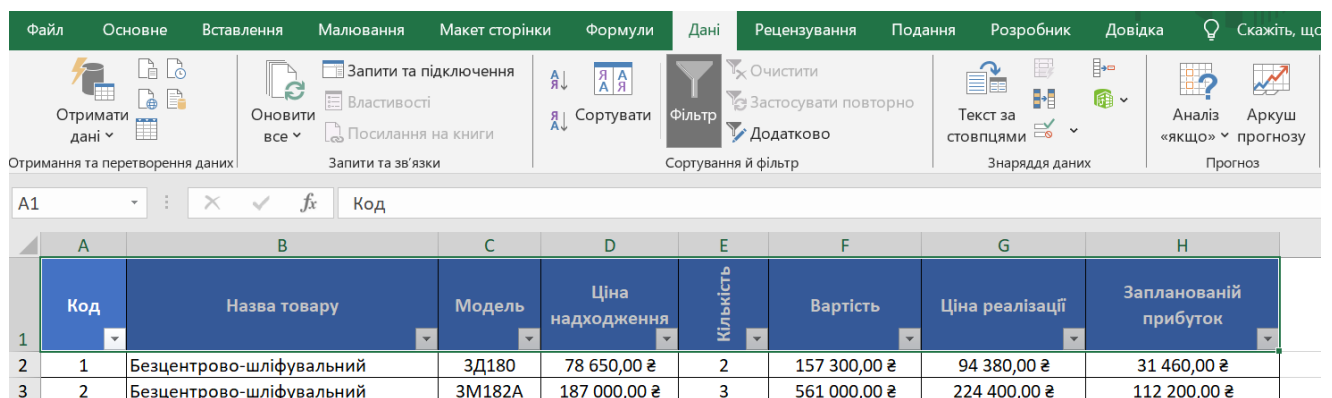 Файл Основне Вставлення Малювання Макет сторінки Формули Дані Рецензування Подання Розробник Довідка Скажіть, що
Отримати дані
Оновити все
Запити та підключення
Властивості
Посилання на книги
Сортувати
Фільтр
Очистити
Застосувати повторно
Додатково
Текст за стовпцями
Аналіз «якщо»
Аркуш прогнозу
Отримання та перетворення даних Запити та зв'язки Сортування й фільтр Знаряддя даних Прогноз
A1 fx Код
A B C D E F G H
1 Код Назва товару Модель Ціна надходження Кількість Вартість Ціна реалізації Запланованій прибуток
2 1 Безцентрово-шліфувальний 3Д180 78 650,00 ₴ 2 157 300,00 ₴ 94 380,00 ₴ 31 460,00 ₴
3 2 Безцентрово-шліфувальний 3М182А 187 000,00 ₴ 3 561 000,00 ₴ 224 400,00 ₴ 112 200,00 ₴